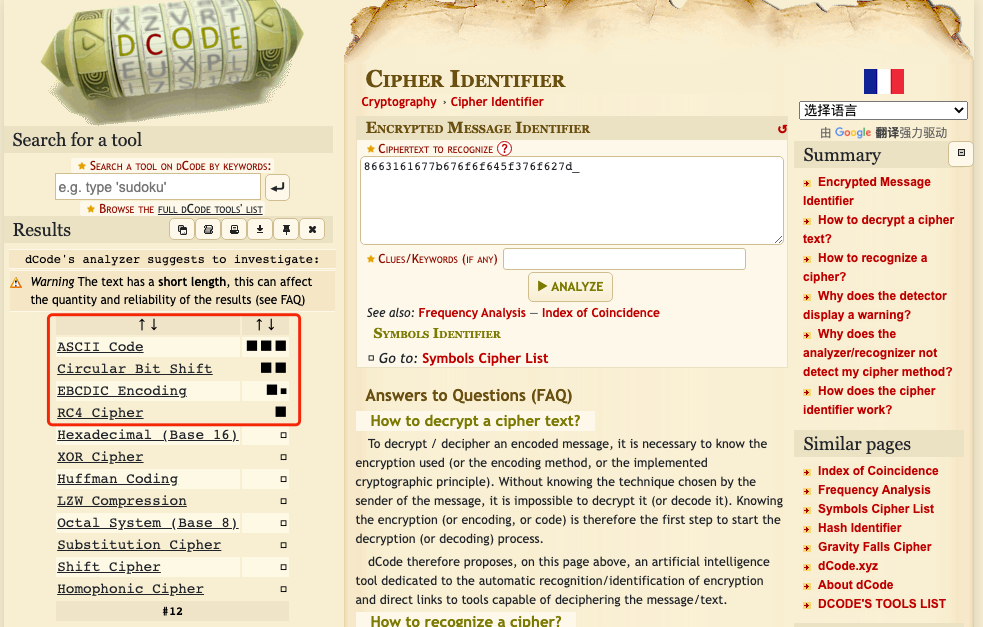 DCODE
Search for a tool
★ Search a tool on dCode by keywords:
e.g. type 'sudoku'
★ Browse the full dCode tools' list
Results
dCode's analyzer suggests to investigate:
Warning The text has a short length, this can affect
the quantity and reliability of the results (see FAQ)
↑↓ ↑↓
ASCII Code ■■■
Circular Bit Shift ■■
EBCDIC Encoding ■▪
RC4 Cipher ■
Hexadecimal (Base 16) ▫
XOR Cipher ▫
Huffman Coding ▫
LZW Compression ▫
Octal System (Base 8) ▫
Substitution Cipher ▫
Shift Cipher ▫
Homophonic Cipher ▫
#12
Cipher Identifier
Cryptography › Cipher Identifier
Encrypted Message Identifier
★ Ciphertext to recognize ?
8663161677b676f6f645f376f627d_
★ Clues/Keywords (if any)
▶ ANALYZE
See also: Frequency Analysis — Index of Coincidence
Symbols Identifier
Go to: Symbols Cipher List
Answers to Questions (FAQ)
How to decrypt a cipher text?
To decrypt / decipher an encoded message, it is necessary to know the
encryption used (or the encoding method, or the implemented
cryptographic principle). Without knowing the technique chosen by the
sender of the message, it is impossible to decrypt it (or decode it). Knowing
the encryption (or encoding, or code) is therefore the first step to start the
decryption (or decoding) process.
dCode therefore proposes, on this page above, an artificial intelligence
tool dedicated to the automatic recognition/identification of encryption
and direct links to tools capable of deciphering the message/text.
How to recognize a cipher?
选择语言
由 Google 翻译强力驱动
Summary
Encrypted Message
Identifier
How to decrypt a cipher
text?
How to recognize a
cipher?
Why does the detector
display a warning?
Why does the
analyzer/recognizer not
detect my cipher method?
How does the cipher
identifier work?
Similar pages
Index of Coincidence
Frequency Analysis
Symbols Cipher List
Hash Identifier
Gravity Falls Cipher
dCode.xyz
About dCode
DCODE'S TOOLS LIST